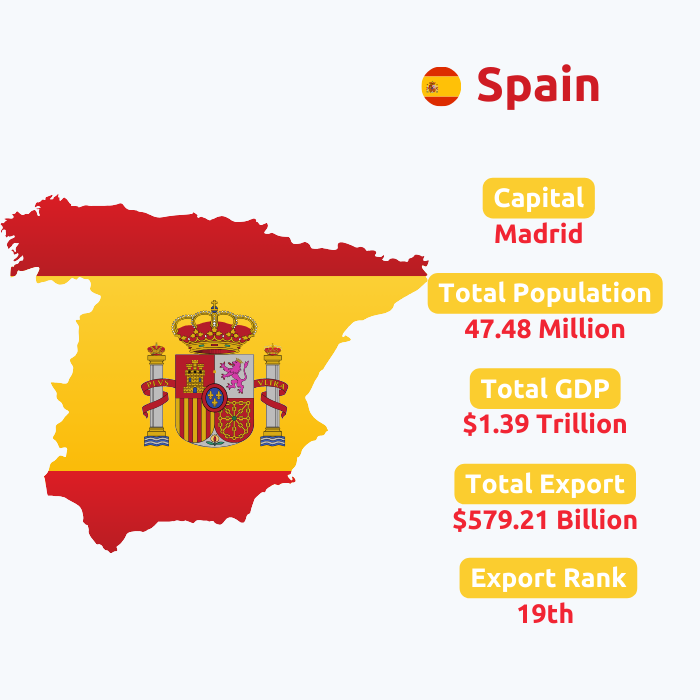 Spain
Capital
Madrid
Total Population
47.48 Million
Total GDP
$1.39 Trillion
Total Export
$579.21 Billion
Export Rank
19th
PLVS VLTRA